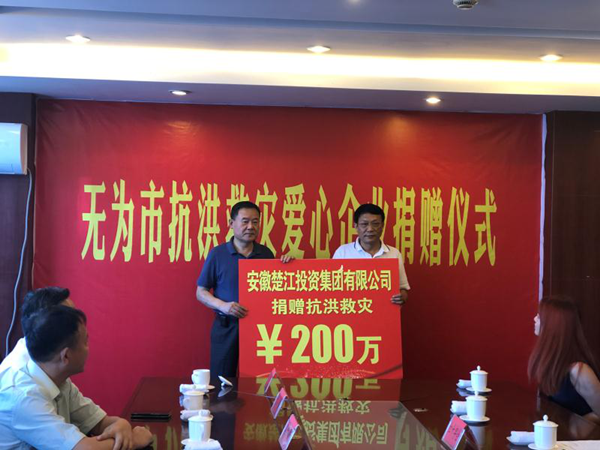 无为市抗洪救灾爱心企业捐赠仪式
安徽楚江投资集团有限公司
捐赠抗洪救灾
￥200万